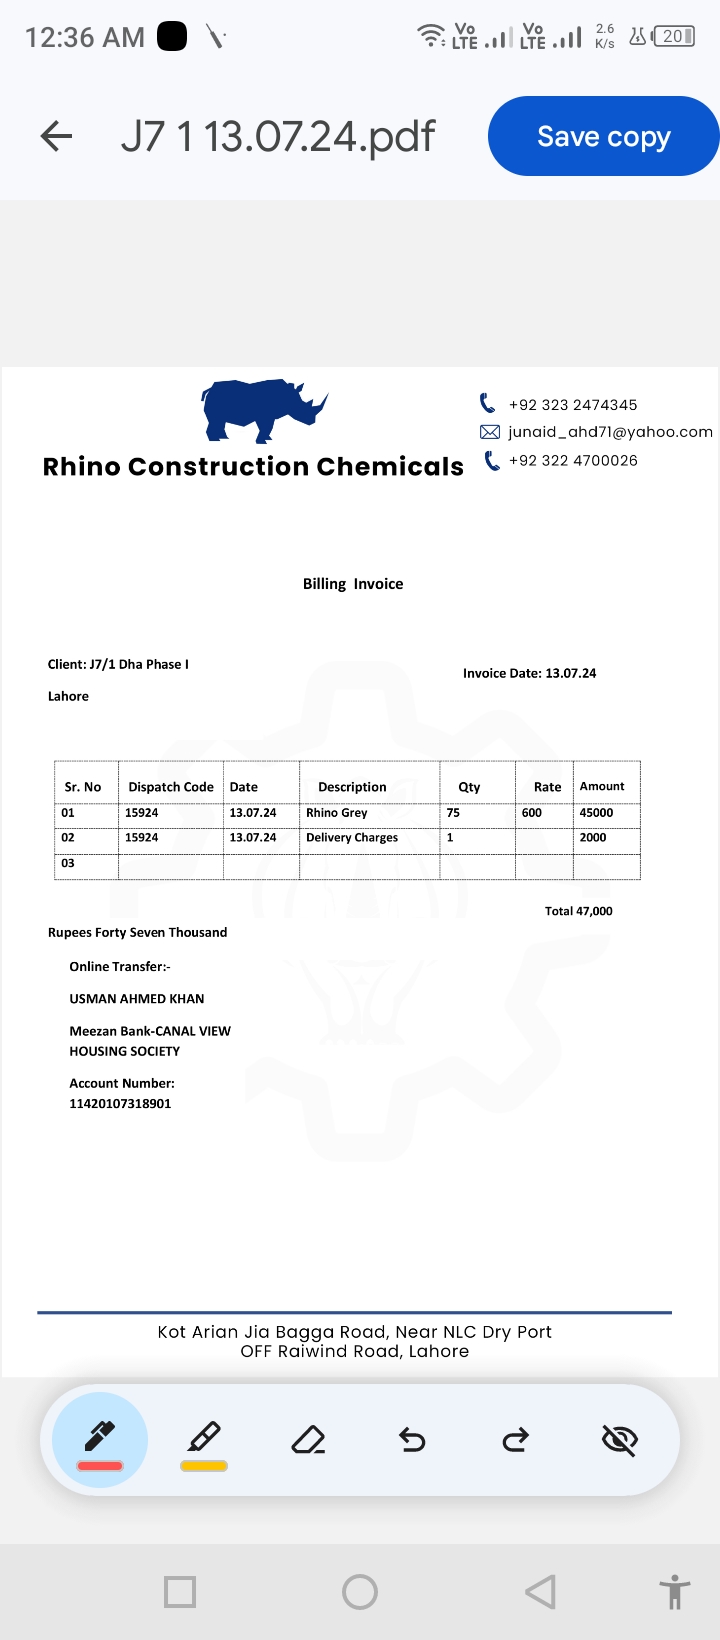 12:36 AM
Vo LTE Vo LTE 2.6 K/s 20
J7 1 13.07.24.pdf
Save copy
+92 323 2474345
junaid_ahd71@yahoo.com
+92 322 4700026
Rhino Construction Chemicals
Billing Invoice
Client: J7/1 Dha Phase I
Invoice Date: 13.07.24
Lahore
Sr. No Dispatch Code Date Description Qty Rate Amount
01 15924 13.07.24 Rhino Grey 75 600 45000
02 15924 13.07.24 Delivery Charges 1 2000
03
Total 47,000
Rupees Forty Seven Thousand
Online Transfer:-
USMAN AHMED KHAN
Meezan Bank-CANAL VIEW
HOUSING SOCIETY
Account Number:
11420107318901
Kot Arian Jia Bagga Road, Near NLC Dry Port
OFF Raiwind Road, Lahore